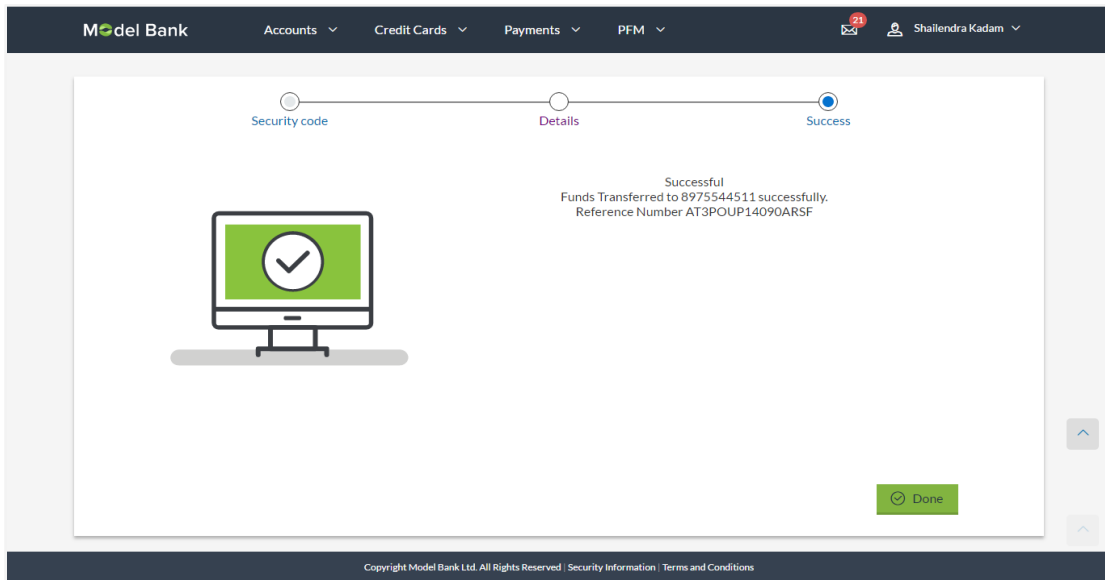 Model Bank Accounts Credit Cards Payments PFM 21 Shailendra Kadam
Security code Details Success
Successful
Funds Transferred to 8975544511 successfully.
Reference Number AT3POUP14090ARSF
Done
Copyright Model Bank Ltd. All Rights Reserved | Security Information | Terms and Conditions